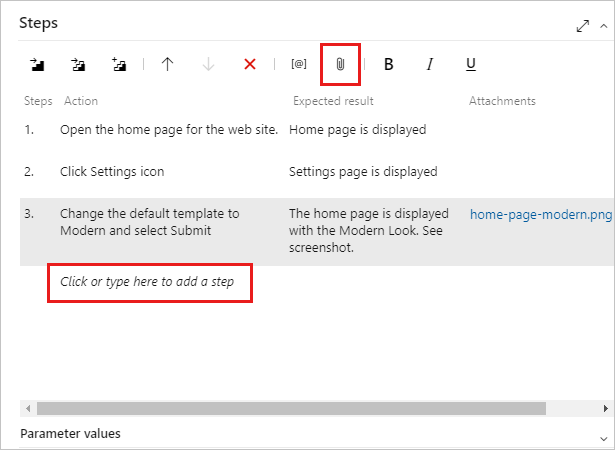 Steps
[@] B I U
Steps Action Expected result Attachments
1. Open the home page for the web site. Home page is displayed
2. Click Settings icon Settings page is displayed
3. Change the default template to The home page is displayed home-page-modern.png
Modern and select Submit with the Modern Look. See
screenshot.
Click or type here to add a step
Parameter values